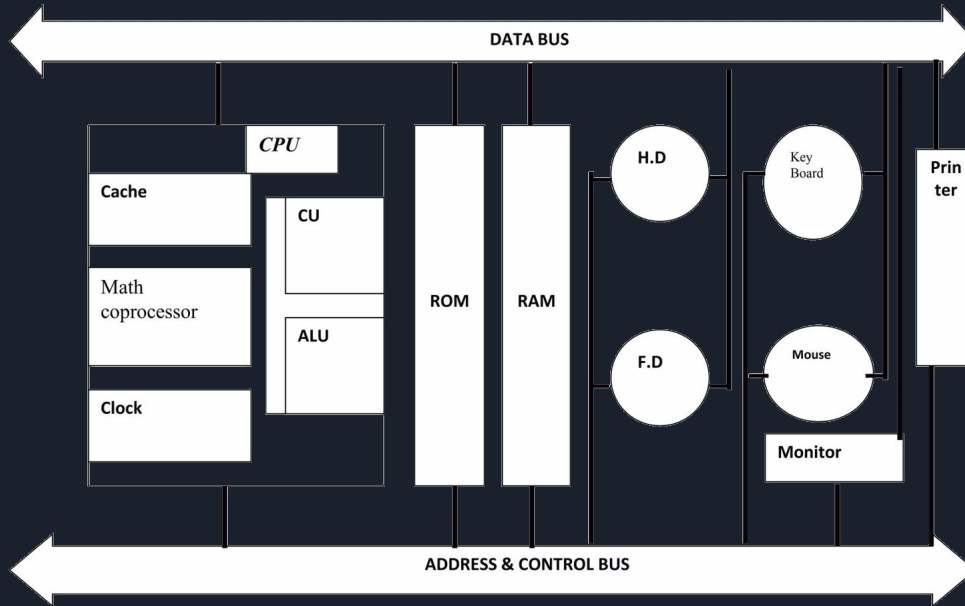 DATA BUS
CPU
Cache
CU
Math
coprocessor
ALU
Clock
ROM
RAM
H.D
F.D
Key
Board
Mouse
Monitor
Prin
ter
ADDRESS & CONTROL BUS